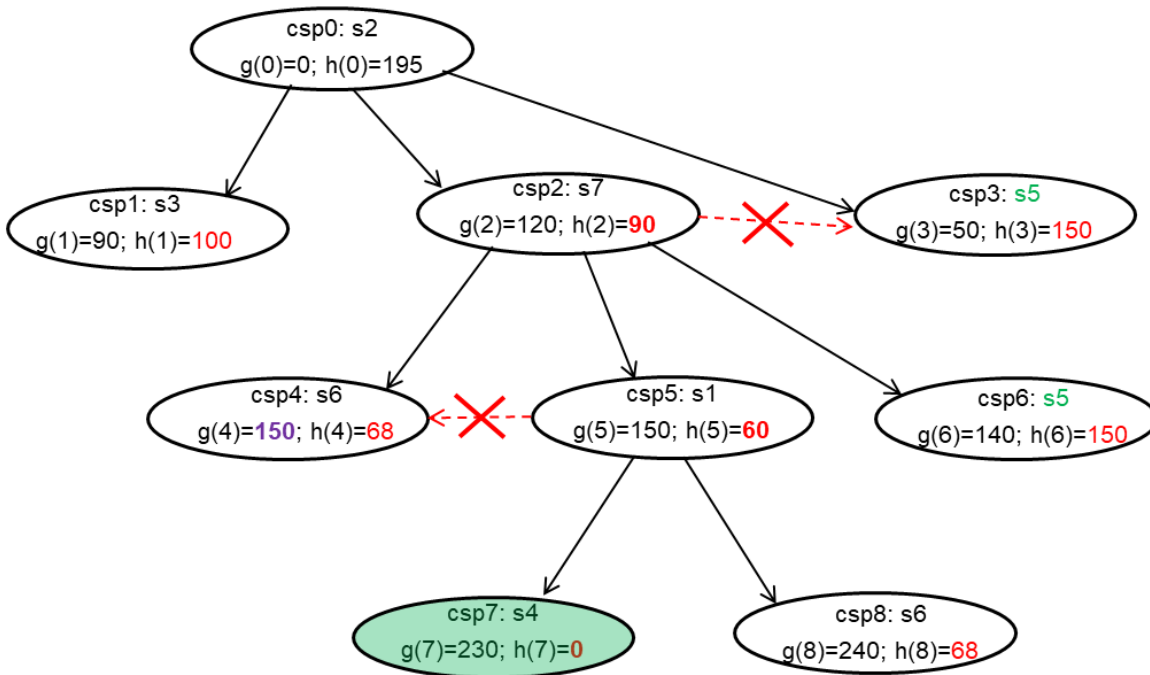 csp0: s2
g(0)=0; h(0)=195
csp1: s3
g(1)=90; h(1)=100
csp2: s7
g(2)=120; h(2)=90
csp3: s5
g(3)=50; h(3)=150
csp4: s6
g(4)=150; h(4)=68
csp5: s1
g(5)=150; h(5)=60
csp6: s5
g(6)=140; h(6)=150
csp7: s4
g(7)=230; h(7)=0
csp8: s6
g(8)=240; h(8)=68